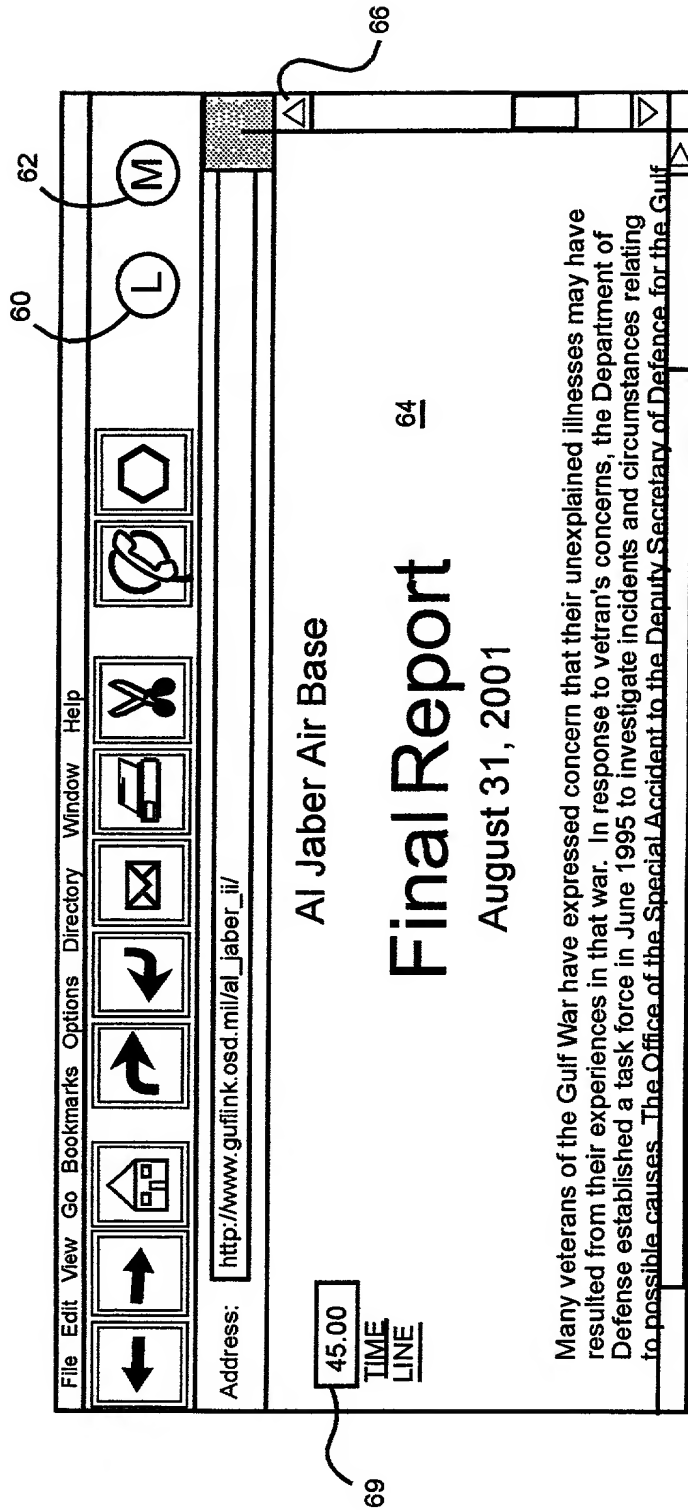 60
62
File Edit View Go Bookmarks Options Directory Window Help
L
M
Address:
http://www.guflink.osd.mil/al_jaber_ii/
66
69
45.00
TIME
LINE
Al Jaber Air Base
Final Report
64
August 31, 2001
Many veterans of the Gulf War have expressed concern that their unexplained illnesses may have
resulted from their experiences in that war. In response to vetran's concerns, the Department of
Defense established a task force in June 1995 to investigate incidents and circumstances relating
to possible causes. The Office of the Special Accident to the Deputy Secretary of Defence for the Gulf